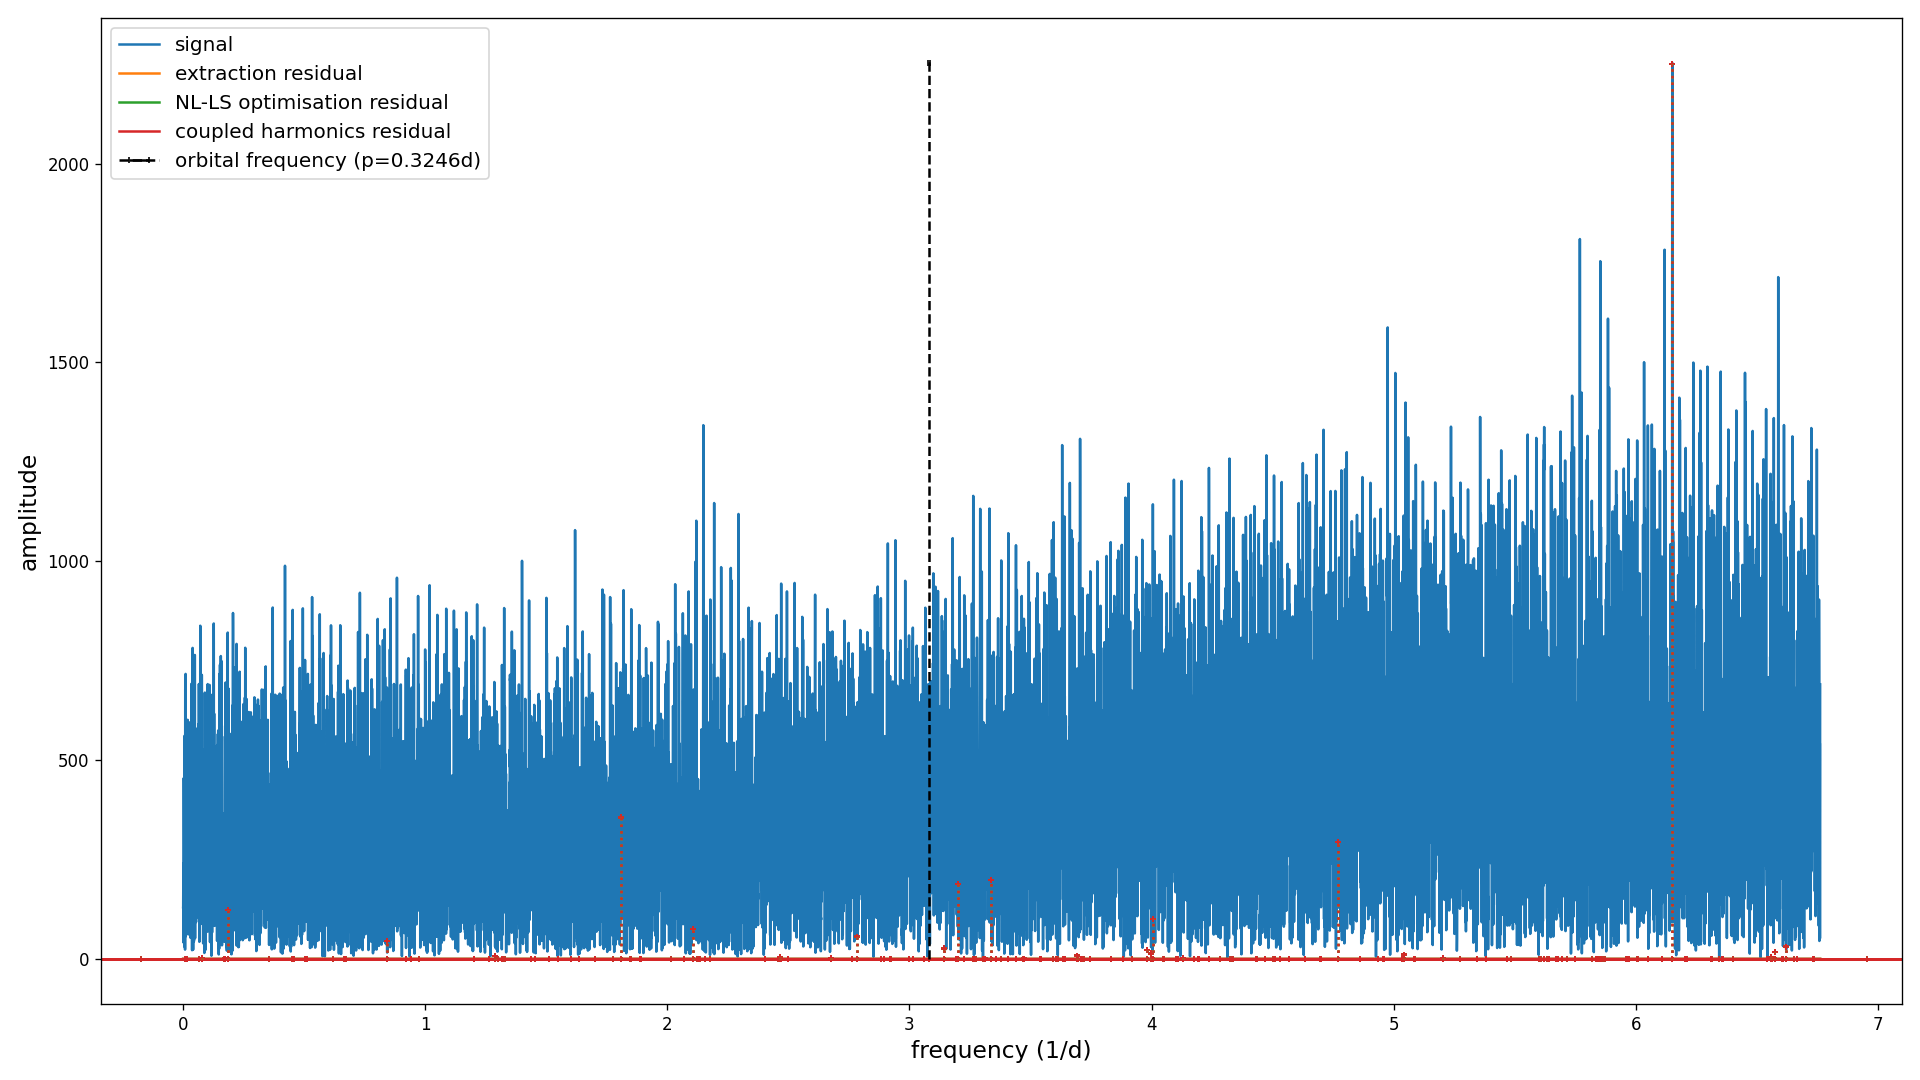 signal
extraction residual
NL-LS optimisation residual
coupled harmonics residual
orbital frequency (p=0.3246d)
amplitude
2000
1500
1000
500
0
0 1 2 3 4 5 6 7
frequency (1/d)